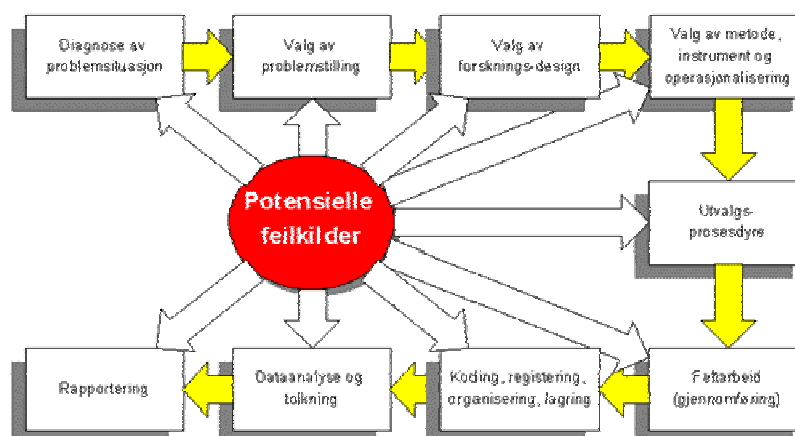 Diagnose av
problemsituasjon
Valg av
problemstilling
Valg av
forsknings-design
Valg av metode,
instrument og
operasjonalisering
Potensielle
feilkilder
Utvalgs-
prosesdyre
Rapportering
Dataanalyse og
tolkning
Koding, registering,
organisering, lagring
Feltarbeid
(gjennomføring)